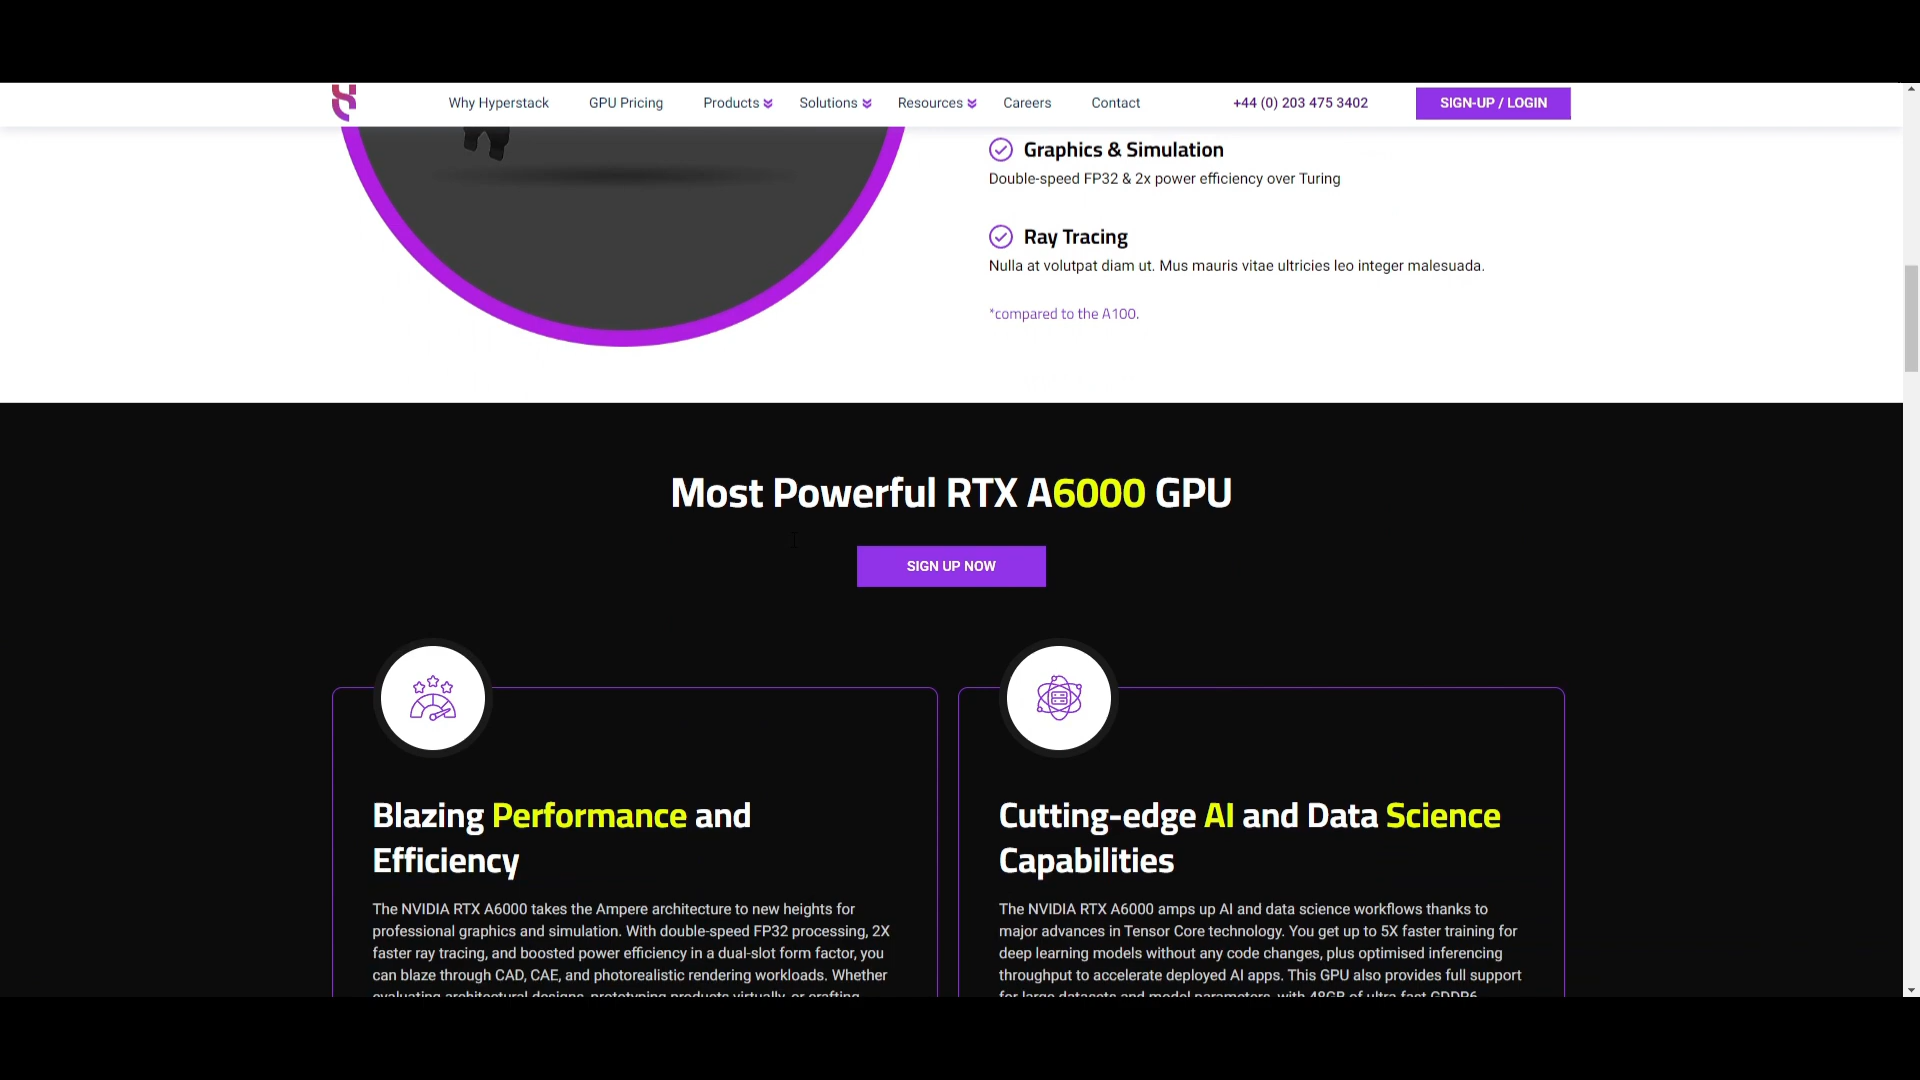 Why Hyperstack GPU Pricing Products Solutions Resources Careers Contact +44 (0) 203 475 3402 SIGN-UP / LOGIN
Graphics & Simulation
Double-speed FP32 & 2x power efficiency over Turing
Ray Tracing
Nulla at volutpat diam ut. Mus mauris vitae ultricies leo integer malesuada.
*compared to the A100.
Most Powerful RTX A6000 GPU
SIGN UP NOW
Blazing Performance and
Efficiency
The NVIDIA RTX A6000 takes the Ampere architecture to new heights for
professional graphics and simulation. With double-speed FP32 processing, 2X
faster ray tracing, and boosted power efficiency in a dual-slot form factor, you
can blaze through CAD, CAE, and photorealistic rendering workloads. Whether
evaluating architectural designs, prototyping products virtually, or crafting
Cutting-edge AI and Data Science
Capabilities
The NVIDIA RTX A6000 amps up AI and data science workflows thanks to
major advances in Tensor Core technology. You get up to 5X faster training for
deep learning models without any code changes, plus optimised inferencing
throughput to accelerate deployed AI apps. This GPU also provides full support
for large datasets and model parameters, with 48GB of ultra-fast GDDR6